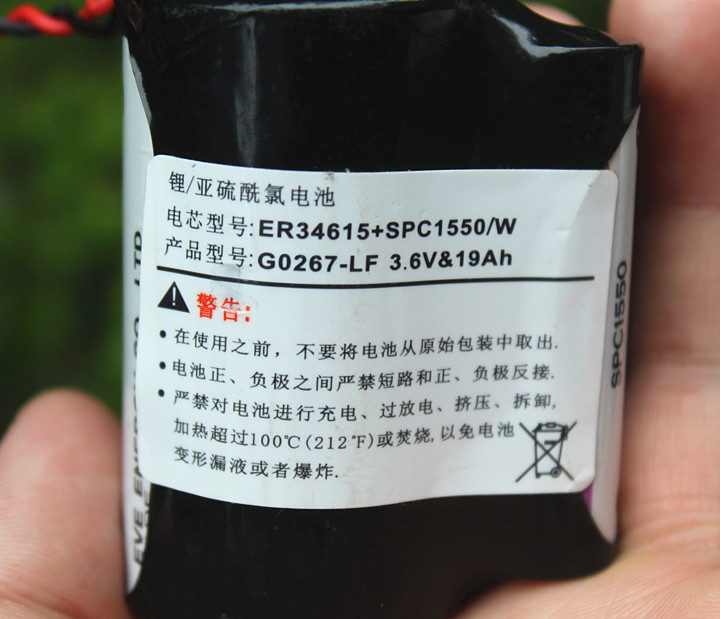 锂/亚硫酰氯电池
电芯型号:ER34615+SPC1550/W
产品型号:G0267-LF 3.6V&19Ah
警告:
• 在使用之前，不要将电池从原始包装中取出.
• 电池正、负极之间严禁短路和正、负极反接.
• 严禁对电池进行充电、过放电、挤压、拆卸,
加热超过100℃(212℉)或焚烧,以免电池
变形漏液或者爆炸.
SPC1550
EVE ENERGY CO. LTD